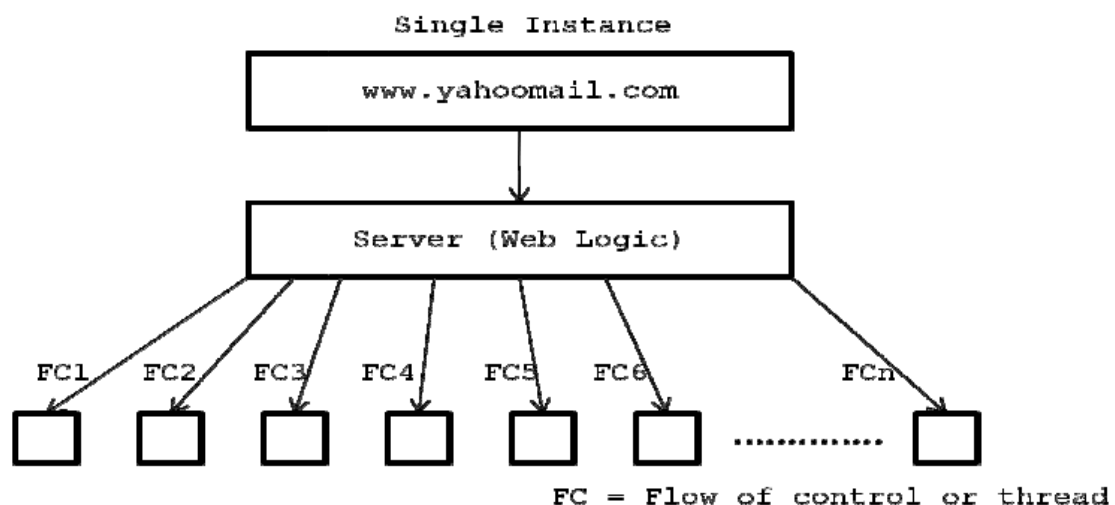 Single Instance
www.yahoomail.com
Server (Web Logic)
FC1 FC2 FC3 FC4 FC5 FC6 FCn
..............
FC = Flow of control or thread